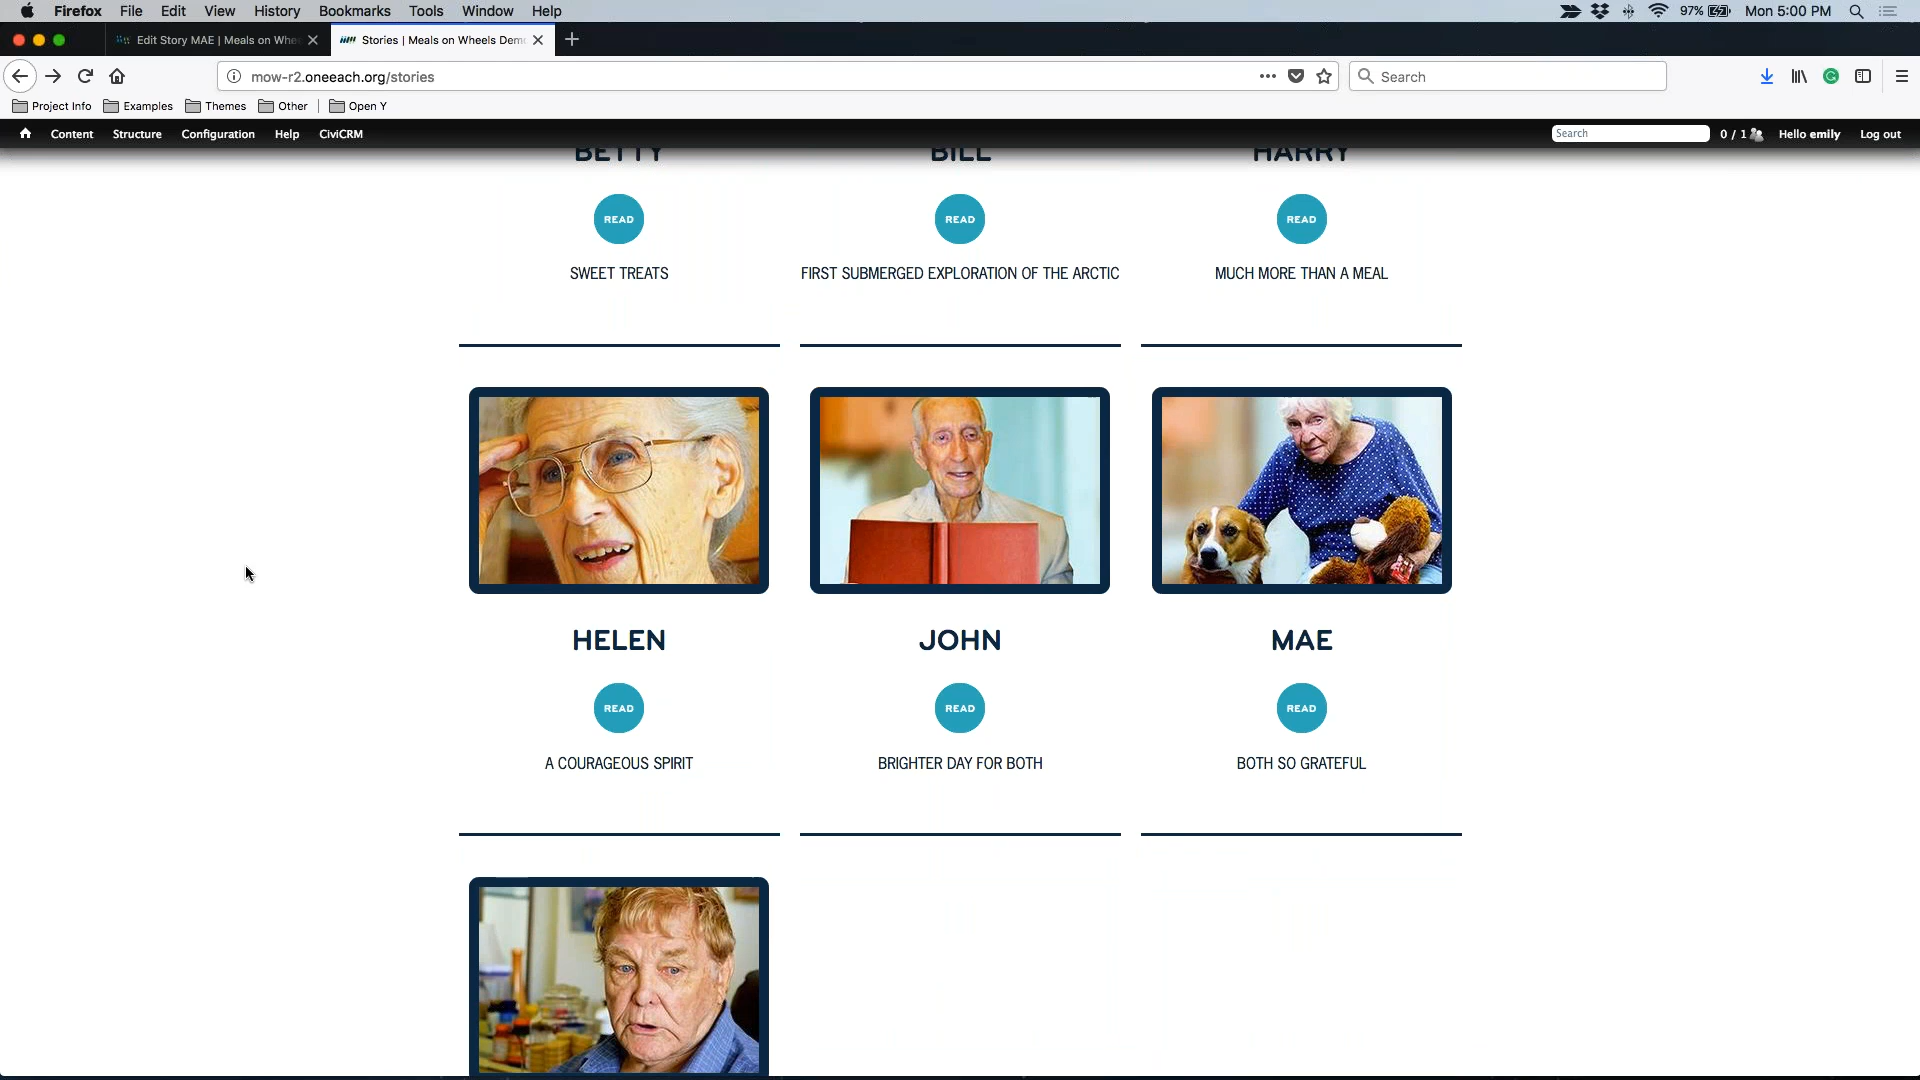 Firefox File Edit View History Bookmarks Tools Window Help 97% Mon 5:00 PM
Edit Story MAE | Meals on Whe Stories | Meals on Wheels Dem
mow-r2.oneeach.org/stories Search
Project Info Examples Themes Other Open Y
Content Structure Configuration Help CiviCRM Search 0 / 1 Hello emily Log out
BETTY BILL HARRY
READ READ READ
SWEET TREATS FIRST SUBMERGED EXPLORATION OF THE ARCTIC MUCH MORE THAN A MEAL
HELEN JOHN MAE
READ READ READ
A COURAGEOUS SPIRIT BRIGHTER DAY FOR BOTH BOTH SO GRATEFUL